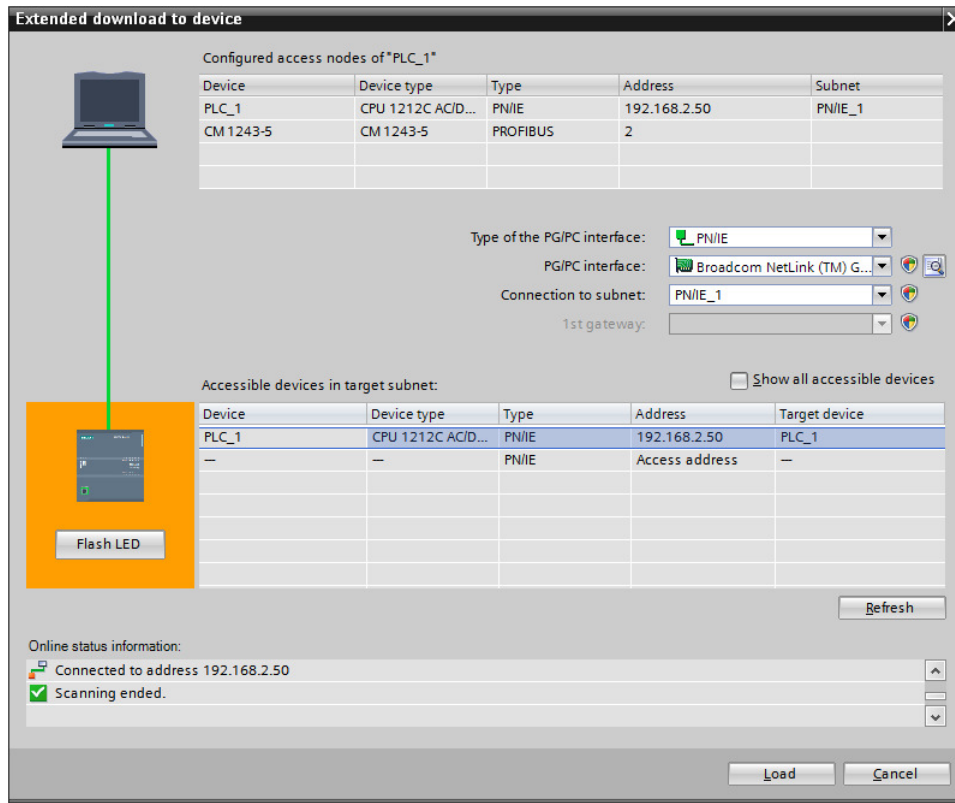 Extended download to device
Configured access nodes of "PLC_1"
Device Device type Type Address Subnet
PLC_1 CPU 1212C AC/D... PN/IE 192.168.2.50 PN/IE_1
CM 1243-5 CM 1243-5 PROFIBUS 2
Type of the PG/PC interface: PN/IE
PG/PC interface: Broadcom NetLink (TM) G...
Connection to subnet: PN/IE_1
1st gateway:
Accessible devices in target subnet: Show all accessible devices
Device Device type Type Address Target device
PLC_1 CPU 1212C AC/D... PN/IE 192.168.2.50 PLC_1
— — PN/IE Access address —
Flash LED
Refresh
Online status information:
Connected to address 192.168.2.50
Scanning ended.
Load Cancel